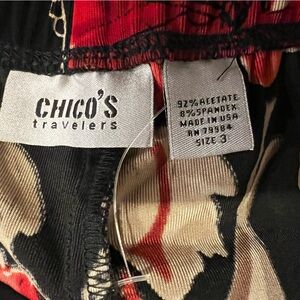 CHICO'S
travelers
92% ACETATE
8% SPANDEX
MADE IN USA
RN 79984
SIZE 3